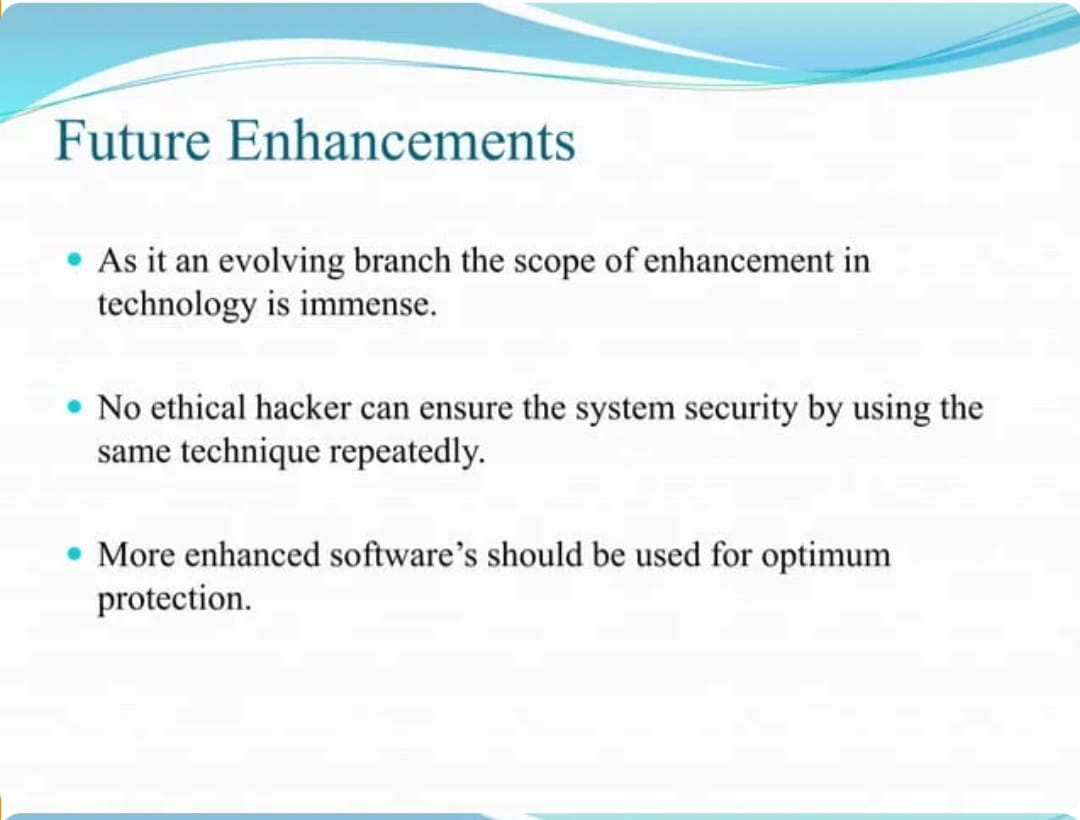 Future Enhancements
As it an evolving branch the scope of enhancement in
technology is immense.
No ethical hacker can ensure the system security by using the
same technique repeatedly.
More enhanced software’s should be used for optimum
protection.